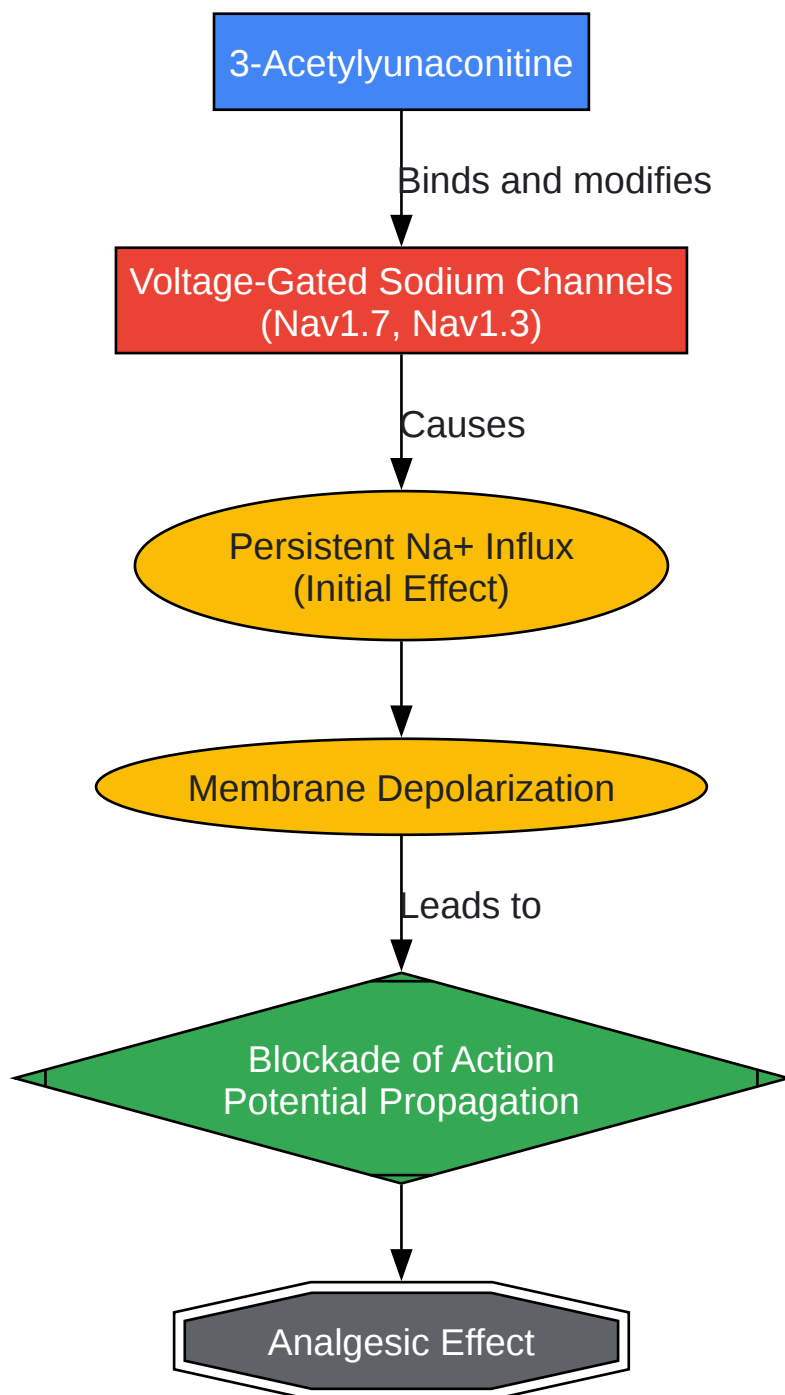 3-Acetylyunaconitine
Binds and modifies
Voltage-Gated Sodium Channels
(Nav1.7, Nav1.3)
Causes
Persistent Na+ Influx
(Initial Effect)
Membrane Depolarization
Leads to
Blockade of Action
Potential Propagation
Analgesic Effect